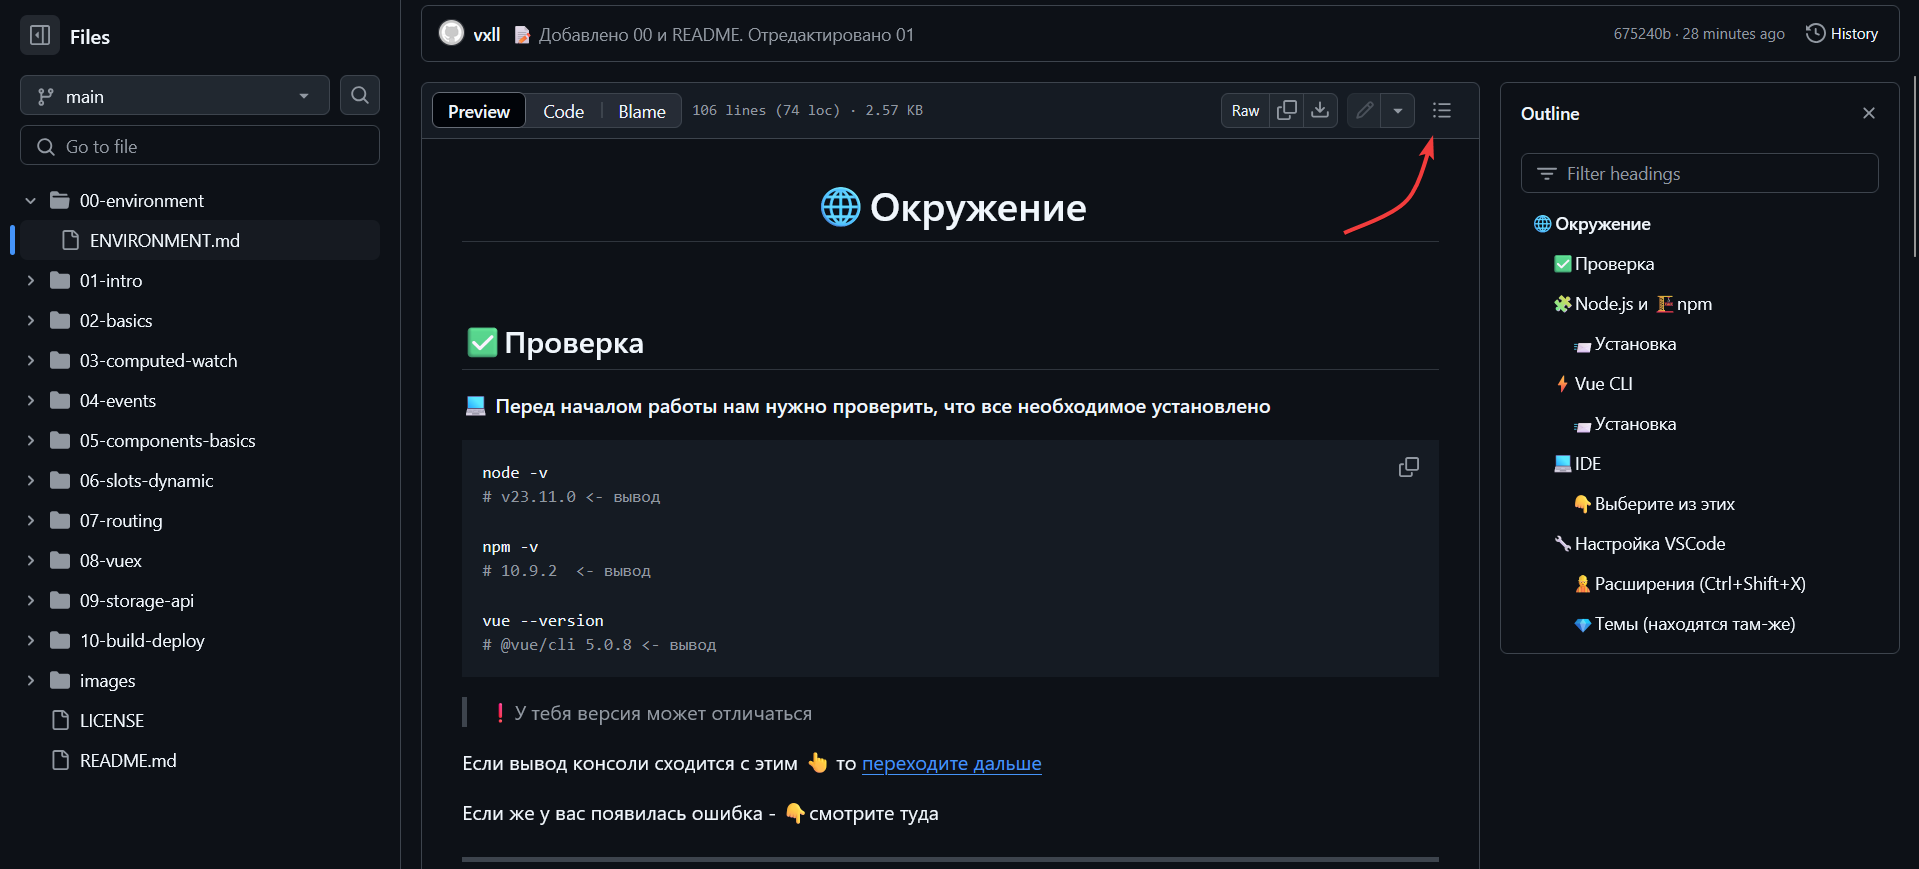 Files
main
Go to file
00-environment
ENVIRONMENT.md
01-intro
02-basics
03-computed-watch
04-events
05-components-basics
06-slots-dynamic
07-routing
08-vuex
09-storage-api
10-build-deploy
images
LICENSE
README.md
vxll 📝 Добавлено 00 и README. Отредактировано 01
675240b · 28 minutes ago History
Preview Code Blame 106 lines (74 loc) · 2.57 KB Raw
🌐 Окружение
✅ Проверка
💻 Перед началом работы нам нужно проверить, что все необходимое установлено
node -v
# v23.11.0 <- вывод
npm -v
# 10.9.2  <- вывод
vue --version
# @vue/cli 5.0.8 <- вывод
❗ У тебя версия может отличаться
Если вывод консоли сходится с этим 👆 то переходите дальше
Если же у вас появилась ошибка - 👇 смотрите туда
Outline
Filter headings
🌐 Окружение
✅ Проверка
🧩 Node.js и 🏗️ npm
📨 Установка
⚡ Vue CLI
📨 Установка
💻 IDE
👇 Выберите из этих
🔧 Настройка VSCode
Расширения (Ctrl+Shift+X)
💎 Темы (находятся там-же)